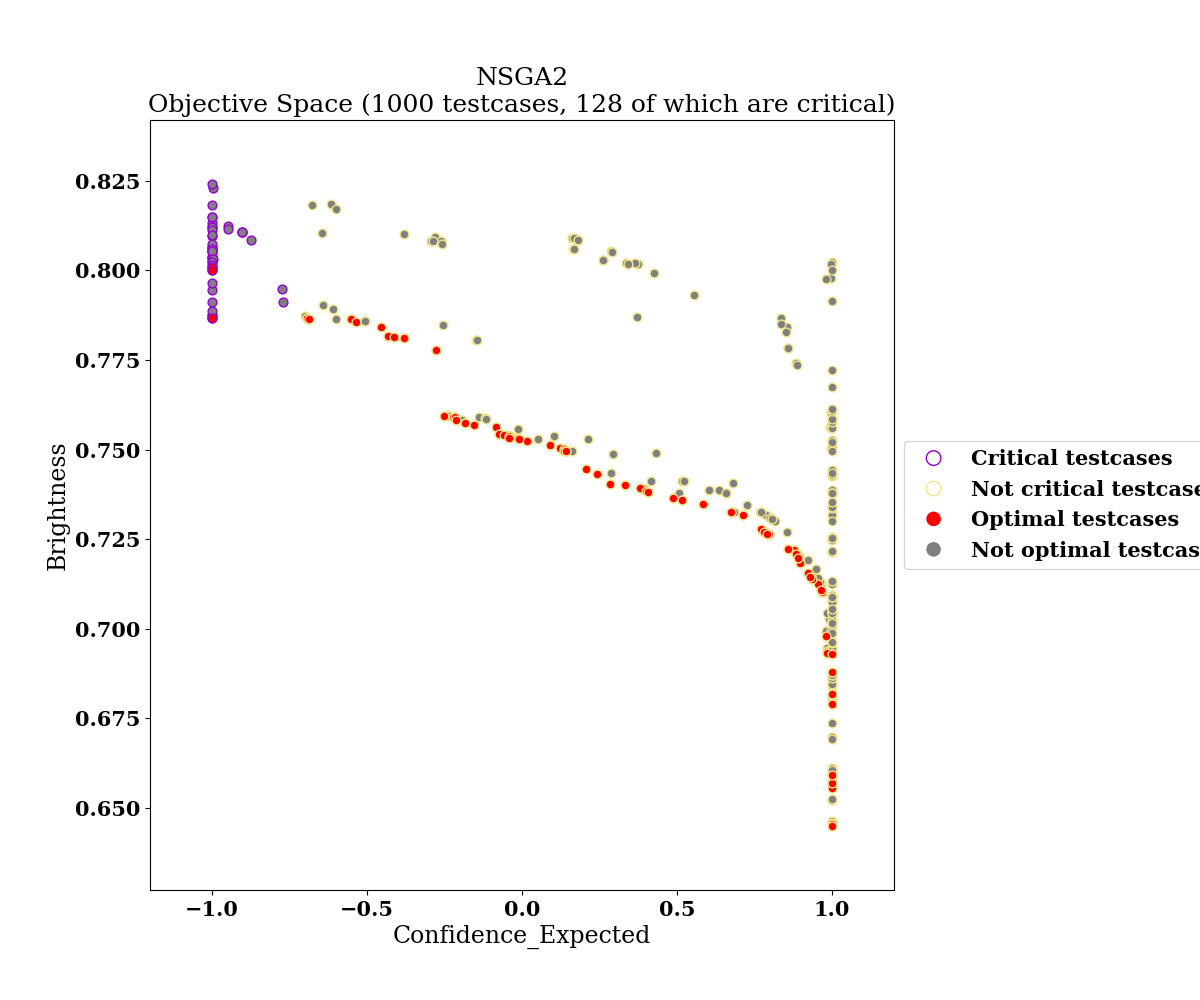 NSGA2
Objective Space (1000 testcases, 128 of which are critical)
0.825
0.800
0.775
0.750
0.725
0.700
0.675
0.650
Brightness
−1.0
−0.5
0.0
0.5
1.0
Confidence_Expected
Critical testcases
Not critical testcase
Optimal testcases
Not optimal testcas